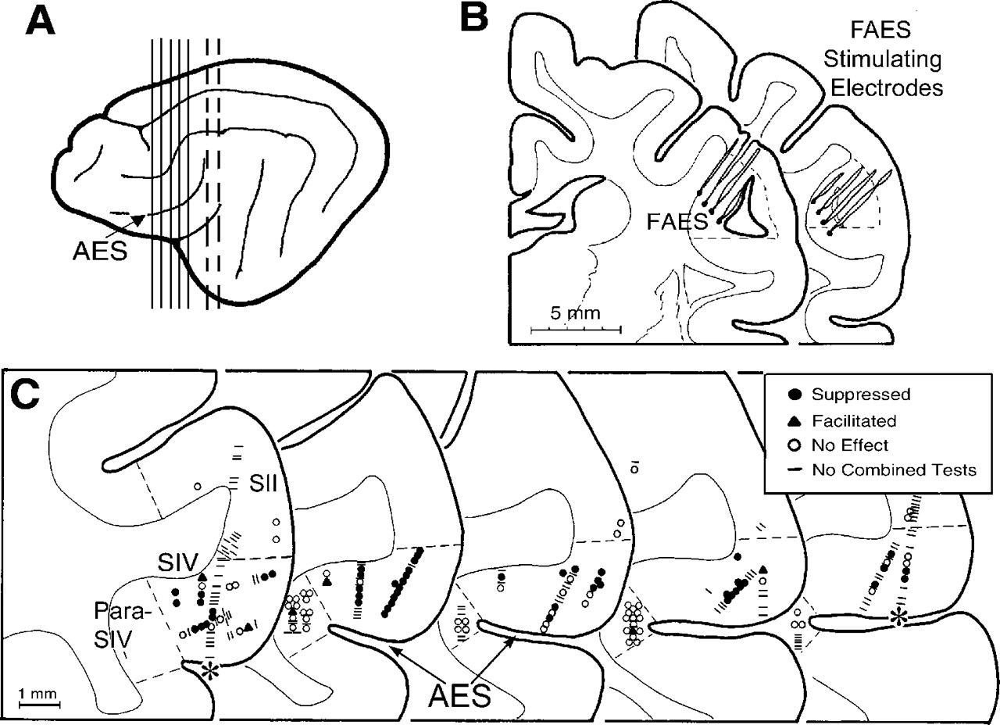 A
AES
B
FAES
Stimulating
Electrodes
FAES
5 mm
C
Suppressed
Facilitated
No Effect
No Combined Tests
SII
SIV
Para-
SIV
AES
1 mm